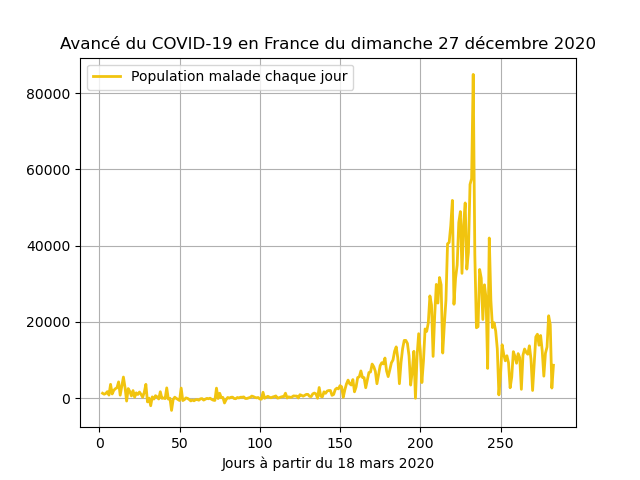 Avancé du COVID-19 en France du dimanche 27 décembre 2020
Population malade chaque jour
80000
60000
40000
20000
0
0 50 100 150 200 250
Jours à partir du 18 mars 2020